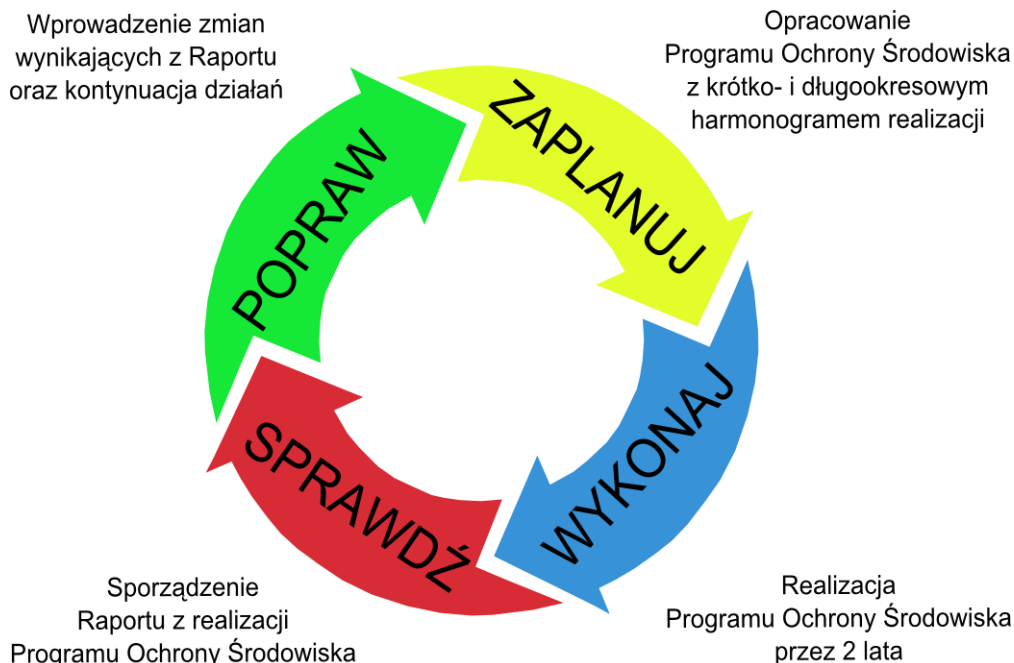 Wprowadzenie zmian
wynikających z Raportu
oraz kontynuacja działań
Opracowanie
Programu Ochrony Środowiska
z krótko- i długookresowym
harmonogramem realizacji
ZAPLANUJ
POPRAW
WYKONAJ
SPRAWDŹ
Sporządzenie
Raportu z realizacji
Programu Ochrony Środowiska
Realizacja
Programu Ochrony Środowiska
przez 2 lata